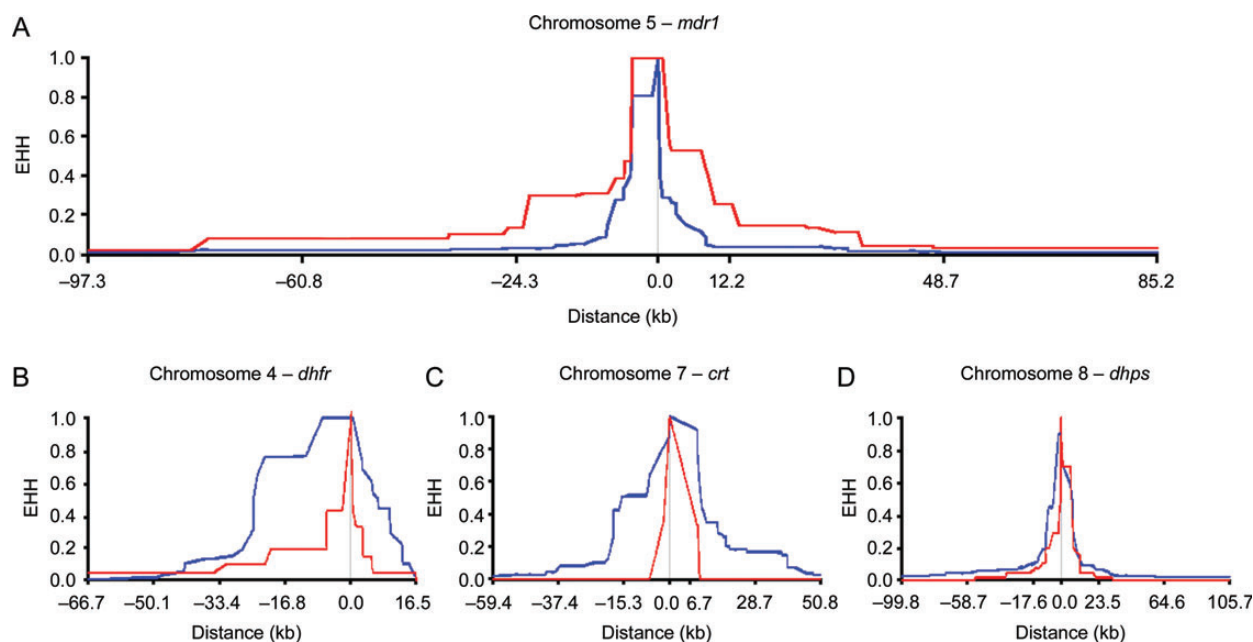 A
Chromosome 5 – mdr1
EHH
1.0
0.8
0.6
0.4
0.2
0.0
–97.3 –60.8 –24.3 0.0 12.2 48.7 85.2
Distance (kb)
B
Chromosome 4 – dhfr
EHH
1.0
0.8
0.6
0.4
0.2
0.0
–66.7 –50.1 –33.4 –16.8 0.0 16.5
Distance (kb)
C
Chromosome 7 – crt
EHH
1.0
0.8
0.6
0.4
0.2
0.0
–59.4 –37.4 –15.3 0.0 6.7 28.7 50.8
Distance (kb)
D
Chromosome 8 – dhps
EHH
1.0
0.8
0.6
0.4
0.2
0.0
–99.8 –58.7 –17.6 0.0 23.5 64.6 105.7
Distance (kb)